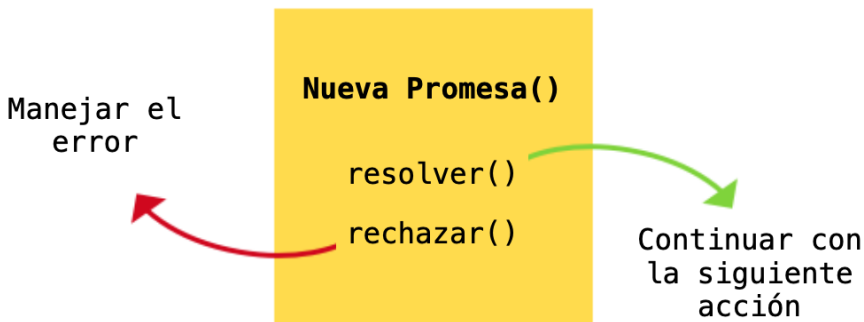 Nueva Promesa()
Manejar el
error
resolver()
rechazar()
Continuar con
la siguiente
acción